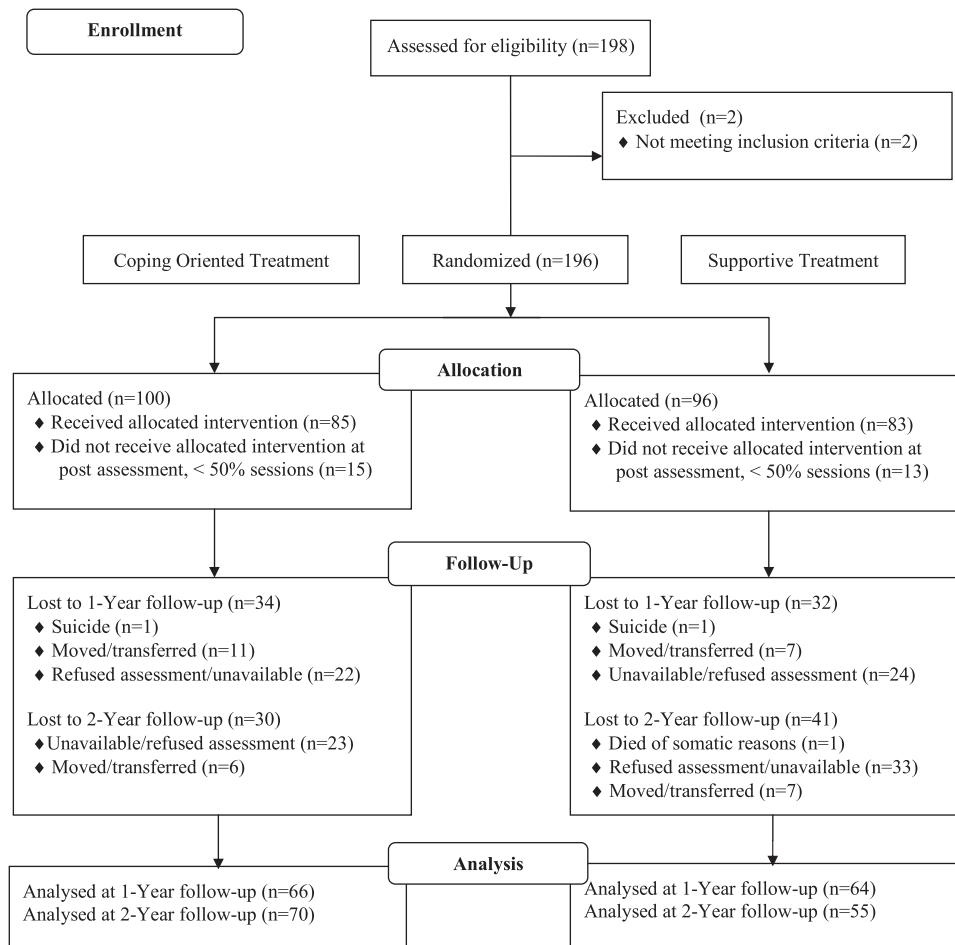 Enrollment
Assessed for eligibility (n=198)
Excluded (n=2)
♦ Not meeting inclusion criteria (n=2)
Coping Oriented Treatment
Randomized (n=196)
Supportive Treatment
Allocation
Allocated (n=100)
♦ Received allocated intervention (n=85)
♦ Did not receive allocated intervention at
post assessment, < 50% sessions (n=15)
Allocated (n=96)
♦ Received allocated intervention (n=83)
♦ Did not receive allocated intervention at
post assessment, < 50% sessions (n=13)
Follow-Up
Lost to 1-Year follow-up (n=34)
♦ Suicide (n=1)
♦ Moved/transferred (n=11)
♦ Refused assessment/unavailable (n=22)
Lost to 2-Year follow-up (n=30)
♦Unavailable/refused assessment (n=23)
♦ Moved/transferred (n=6)
Lost to 1-Year follow-up (n=32)
♦ Suicide (n=1)
♦ Moved/transferred (n=7)
♦ Unavailable/refused assessment (n=24)
Lost to 2-Year follow-up (n=41)
♦ Died of somatic reasons (n=1)
♦ Refused assessment/unavailable (n=33)
♦ Moved/transferred (n=7)
Analysis
Analysed at 1-Year follow-up (n=66)
Analysed at 2-Year follow-up (n=70)
Analysed at 1-Year follow-up (n=64)
Analysed at 2-Year follow-up (n=55)